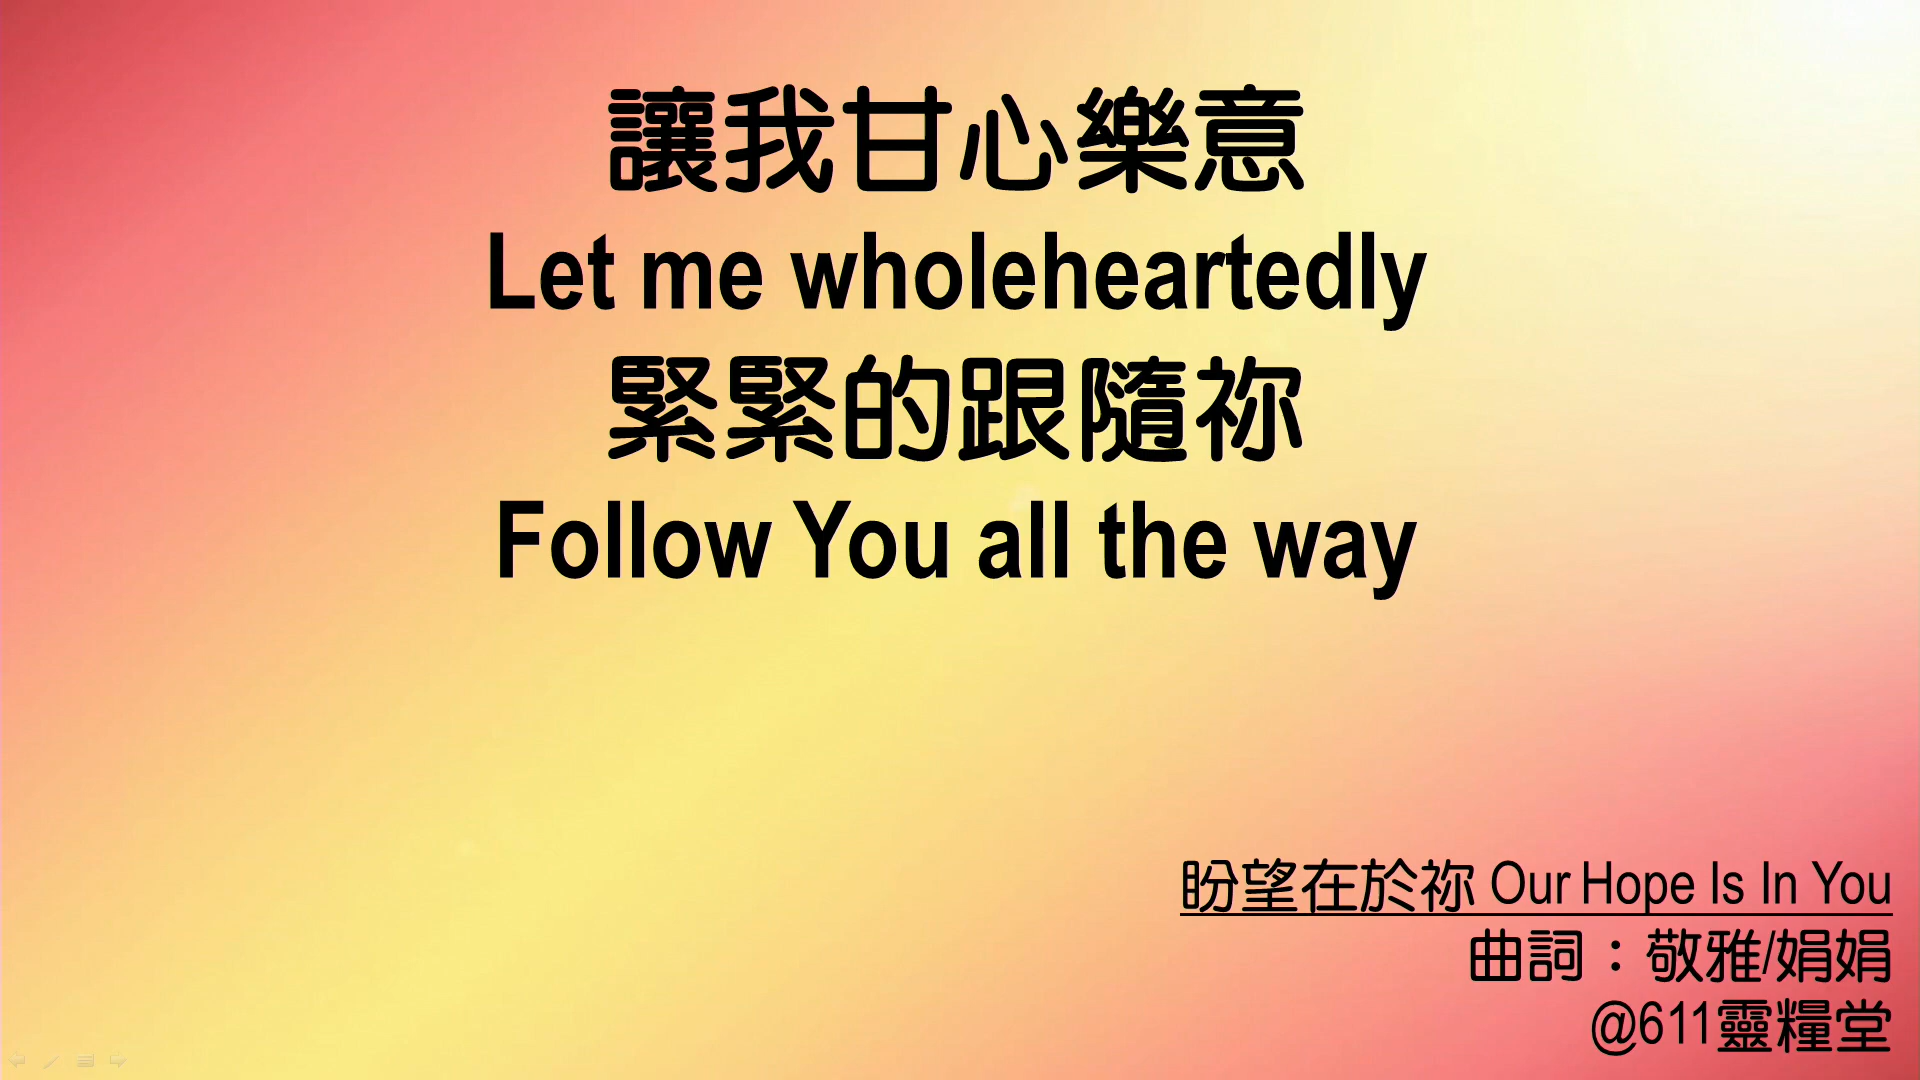 讓我甘心樂意
Let me wholeheartedly
緊緊的跟隨祢
Follow You all the way
盼望在於祢 Our Hope Is In You
曲詞：敬雅/娟娟
@611靈糧堂